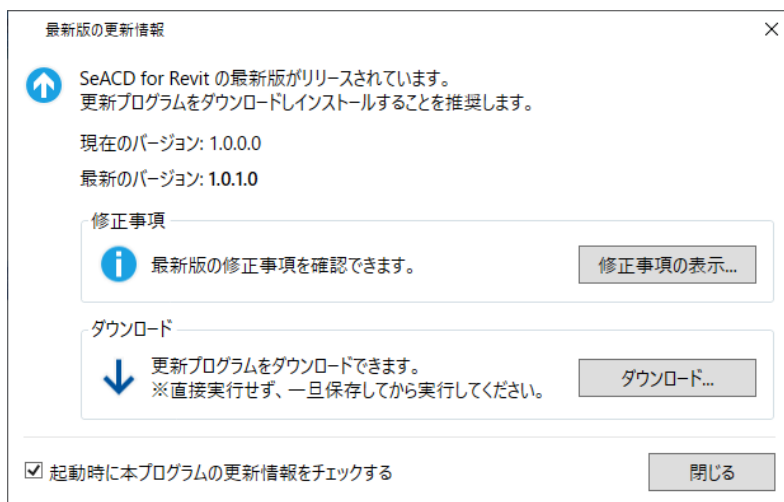 最新版の更新情報
SeACD for Revit の最新版がリリースされています。
更新プログラムをダウンロードしインストールすることを推奨します。
現在のバージョン: 1.0.0.0
最新のバージョン: 1.0.1.0
修正事項
最新版の修正事項を確認できます。
修正事項の表示...
ダウンロード
更新プログラムをダウンロードできます。
※直接実行せず、一旦保存してから実行してください。
ダウンロード...
起動時に本プログラムの更新情報をチェックする
閉じる